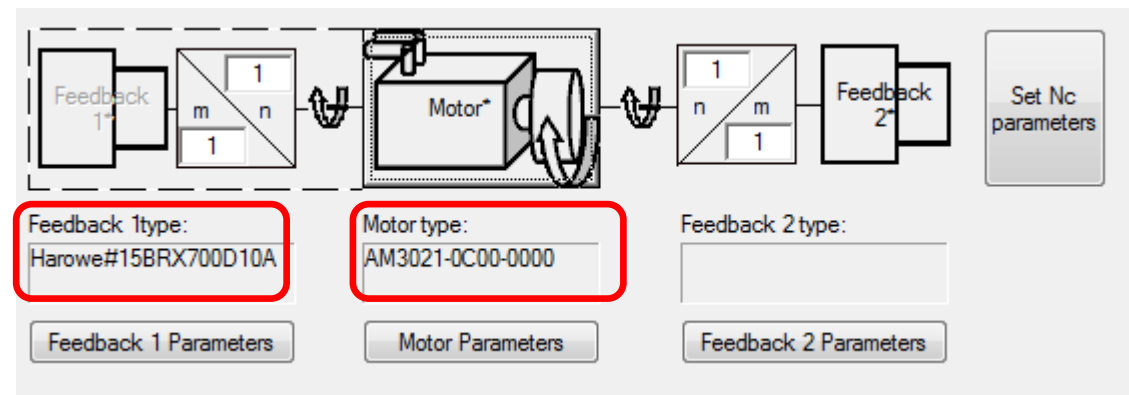 Feedback
1*
1
m
n
1
Motor*
1
n
m
1
Feedback
2*
Set Nc
parameters
Feedback 1type:
Motor type:
Feedback 2 type:
Harowe#15BRX700D10A
AM3021-0C00-0000
Feedback 1 Parameters
Motor Parameters
Feedback 2 Parameters